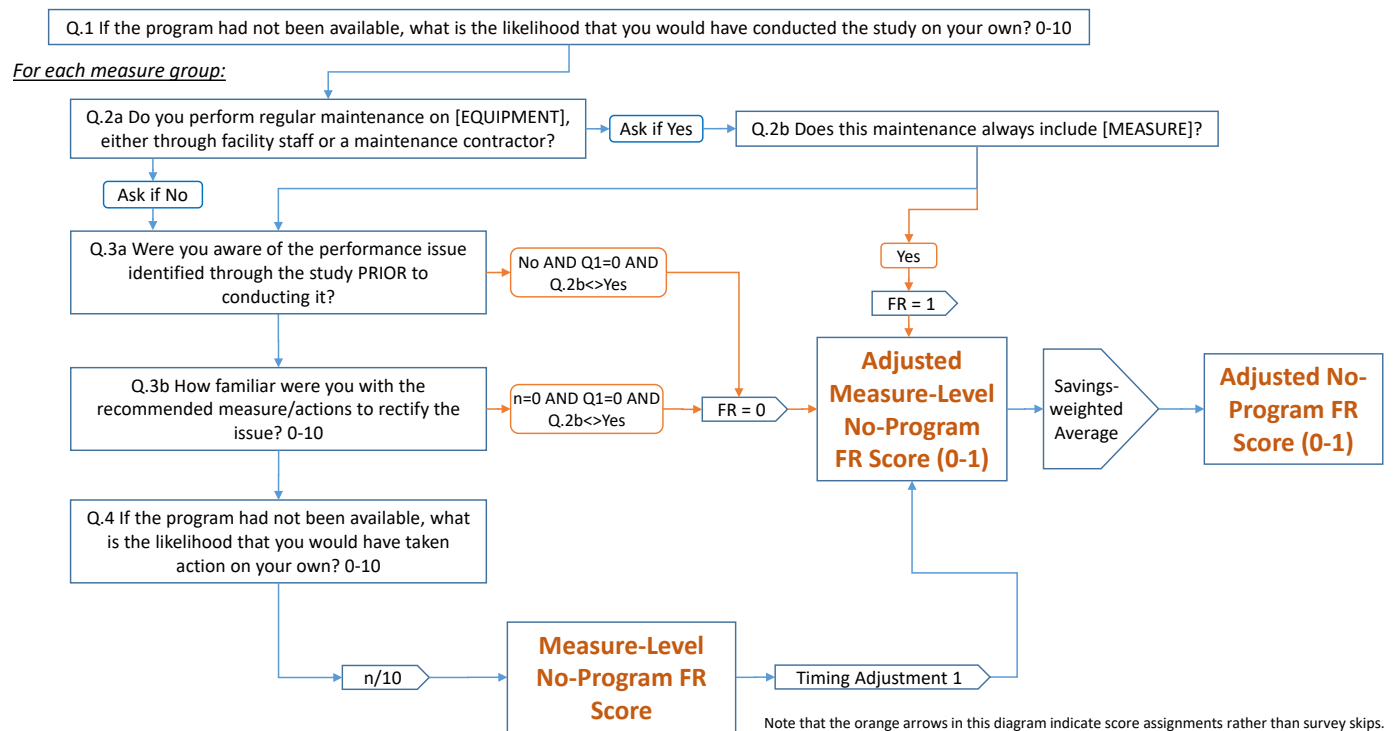 Q.1 If the program had not been available, what is the likelihood that you would have conducted the study on your own? 0-10
For each measure group:
Q.2a Do you perform regular maintenance on [EQUIPMENT],
either through facility staff or a maintenance contractor?
Ask if Yes
Q.2b Does this maintenance always include [MEASURE]?
Ask if No
Q.3a Were you aware of the performance issue
identified through the study PRIOR to
conducting it?
No AND Q1=0 AND
Q.2b<>Yes
Yes
FR = 1
Q.3b How familiar were you with the
recommended measure/actions to rectify the
issue? 0-10
n=0 AND Q1=0 AND
Q.2b<>Yes
FR = 0
Adjusted
Measure-Level
No-Program
FR Score (0-1)
Savings-
weighted
Average
Adjusted No-
Program FR
Score (0-1)
Q.4 If the program had not been available, what
is the likelihood that you would have taken
action on your own? 0-10
n/10
Measure-Level
No-Program FR
Score
Timing Adjustment 1
Note that the orange arrows in this diagram indicate score assignments rather than survey skips.